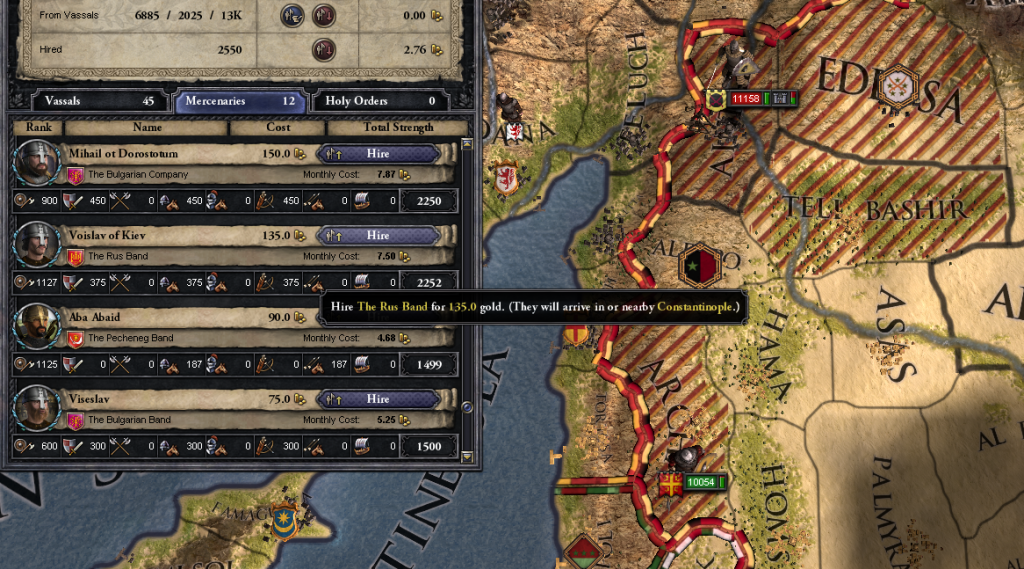 From Vassals 6885 / 2025 / 13K 0.00
Hired 2550 2.76
Vassals 45 Mercenaries 12 Holy Orders 0
Rank Name Cost Total Strength
Mihail ot Dorostotum 150.0 Hire
The Bulgarian Company Monthly Cost: 7.87
900 450 0 450 0 450 0 0 2250
Voislav of Kiev 135.0 Hire
The Rus Band Monthly Cost: 7.50
1127 375 0 375 0 375 0 0 2252
Hire The Rus Band for 135.0 gold. (They will arrive in or nearby Constantinople.)
Aba Abaid 90.0
The Pecheneg Band 4.68
1125 0 0 187 0 0 187 0 1499
Viseslav 75.0 Hire
The Bulgarian Band Monthly Cost: 5.25
600 300 0 300 0 300 0 0 1500
11158
TELL BASHIR
HAMA
ASAS
10054
HOMS
AL